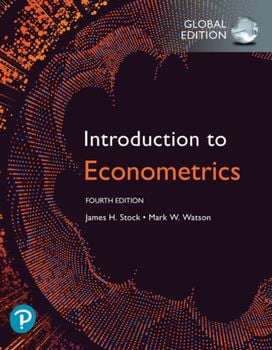 GLOBAL
EDITION
Introduction to
Econometrics
FOURTH EDITION
James H. Stock • Mark W. Watson
P